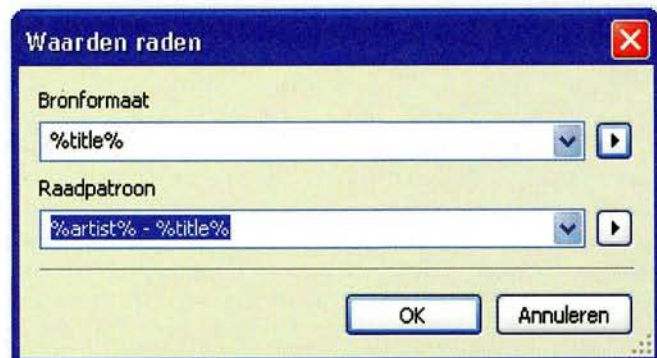 Waarden raden
Bronformaat
%title%
Raadpatroon
%artist% - %title%
OK
Annuleren